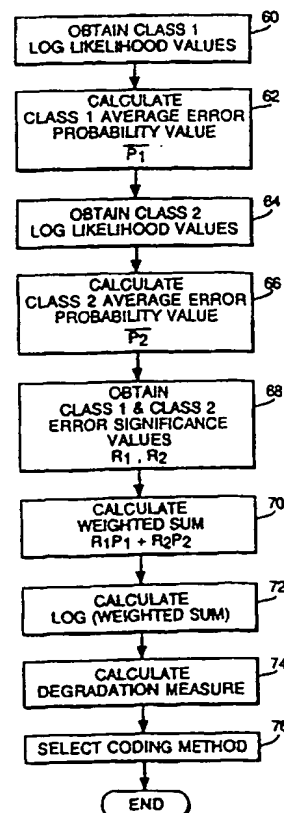 OBTAIN CLASS 1
LOG LIKELIHOOD VALUES
60
CALCULATE
CLASS 1 AVERAGE ERROR
PROBABILITY VALUE
P̅1
62
OBTAIN CLASS 2
LOG LIKELIHOOD VALUES
64
CALCULATE
CLASS 2 AVERAGE ERROR
PROBABILITY VALUE
P̅2
66
OBTAIN
CLASS 1 & CLASS 2
ERROR SIGNIFICANCE
VALUES
R1 , R2
68
CALCULATE
WEIGHTED SUM
R1P1 + R2P2
70
CALCULATE
LOG (WEIGHTED SUM)
72
CALCULATE
DEGRADATION MEASURE
74
SELECT CODING METHOD
76
END